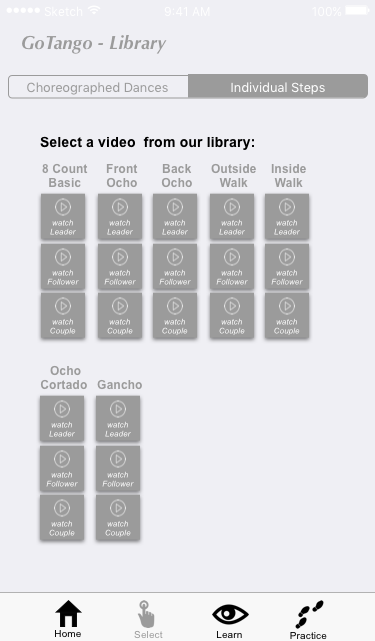 Sketch 9:41 AM 100%
GoTango - Library
Choreographed Dances Individual Steps
Select a video from our library:
8 Count Front Back Outside Inside
Basic Ocho Ocho Walk Walk
watch watch watch watch watch
Leader Leader Leader Leader Leader
watch watch watch watch watch
Follower Follower Follower Follower Follower
watch watch watch watch watch
Couple Couple Couple Couple Couple
Ocho
Cortado Gancho
watch watch
Leader Leader
watch watch
Follower Follower
watch watch
Couple Couple
Home Select Learn Practice